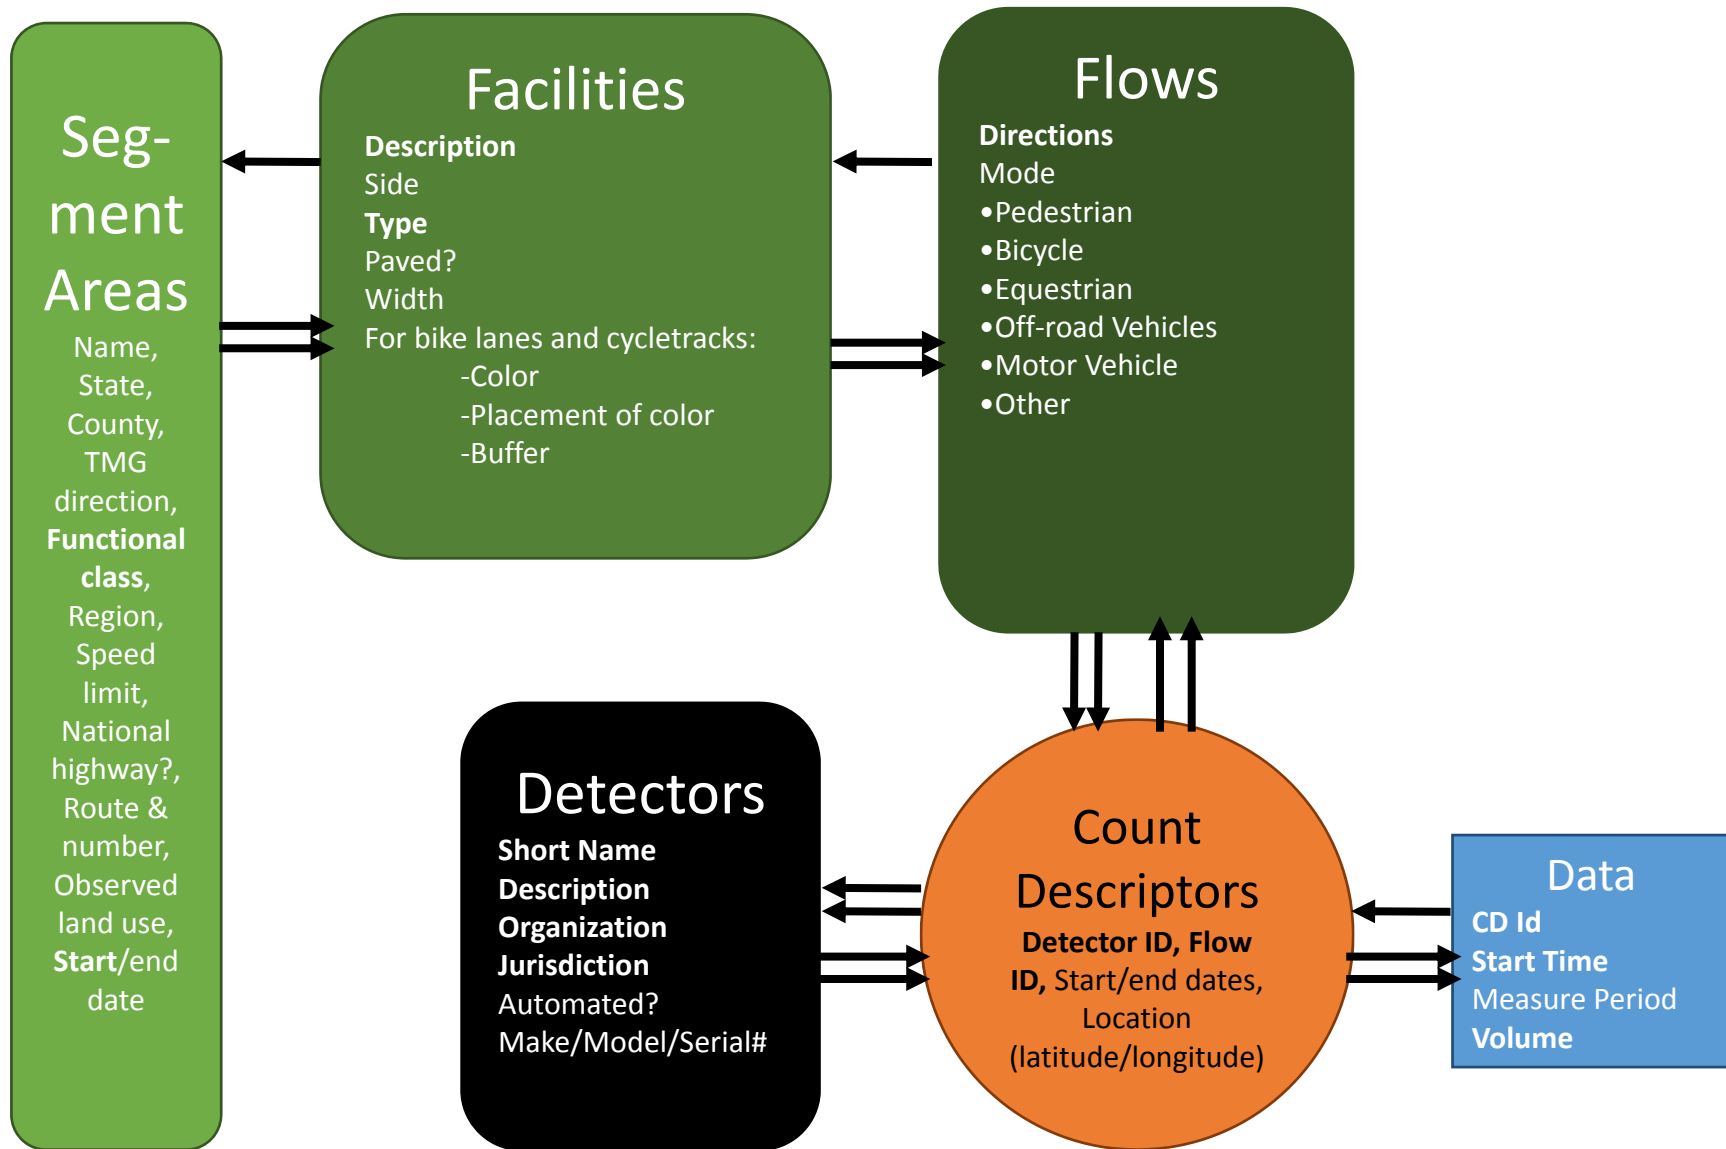 Seg-
ment
Areas
Name,
State,
County,
TMG
direction,
Functional
class,
Region,
Speed
limit,
National
highway?,
Route &
number,
Observed
land use,
Start/end
date
Facilities
Description
Side
Type
Paved?
Width
For bike lanes and cycletracks:
-Color
-Placement of color
-Buffer
Flows
Directions
Mode
•Pedestrian
•Bicycle
•Equestrian
•Off-road Vehicles
•Motor Vehicle
•Other
Detectors
Short Name
Description
Organization
Jurisdiction
Automated?
Make/Model/Serial#
Count
Descriptors
Detector ID, Flow
ID, Start/end dates,
Location
(latitude/longitude)
Data
CD Id
Start Time
Measure Period
Volume